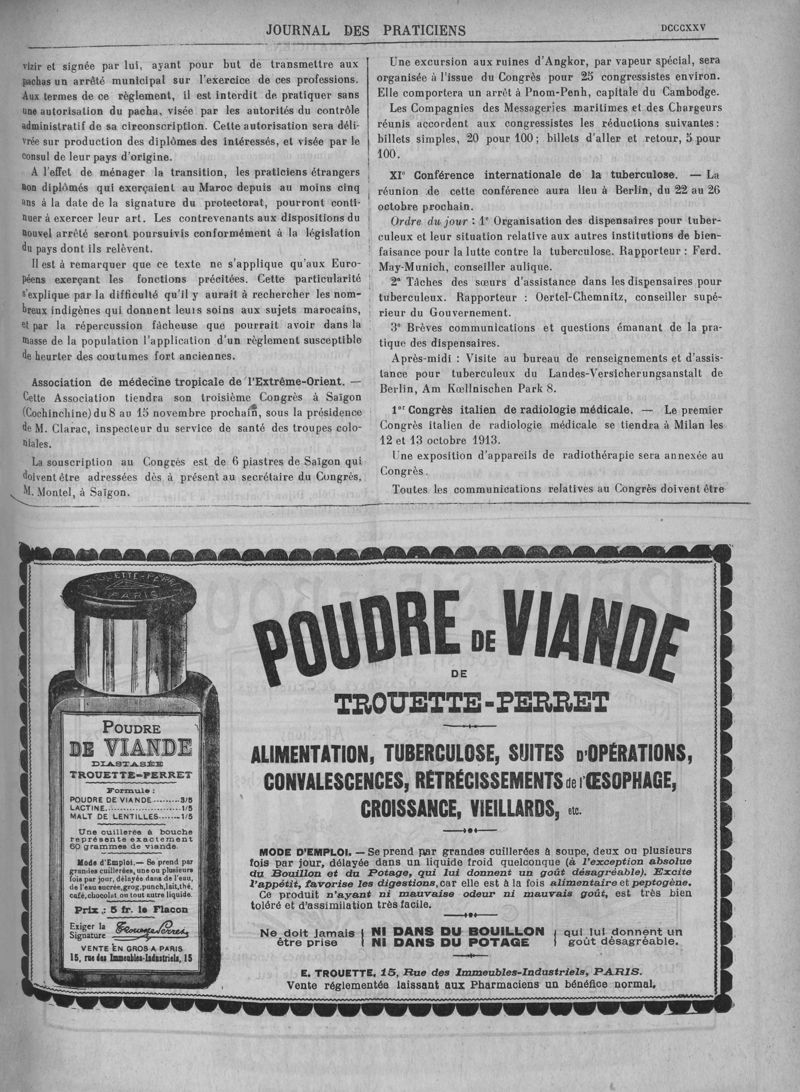 JOURNAL DES PRATICIENS
DCCCXXV
vizir et signée par lui, ayant pour but de transmettre aux
pachas un arrêté municipal sur l'exercice de ces professions.
Aux termes de ce règlement, il est interdit de pratiquer sans
une autorisation du pacha, visée par les autorités du contrôle
administratif de sa circonscription. Cette autorisation sera déli-
vrée sur production des diplômes des intéressés, et visée par le
consul de leur pays d'origine.
A l'effet de ménager la transition, les praticiens étrangers
non diplômés qui exerçaient au Maroc depuis au moins cinq
ans à la date de la signature du protectorat, pourront conti-
nuer à exercer leur art. Les contrevenants aux dispositions du
nouvel arrêté seront poursuivis conformément à la législation
du pays dont ils relèvent.
Il est à remarquer que ce texte ne s'applique qu'aux Euro-
péens exerçant les fonctions précitées. Cette particularité
s'explique par la difficulté qu'il y aurait à rechercher les nom-
breux indigènes qui donnent leurs soins aux sujets marocains,
et par la répercussion fâcheuse que pourrait avoir dans la
masse de la population l'application d'un règlement susceptible
de heurter des coutumes fort anciennes.
Association de médecine tropicale de l'Extrême-Orient. —
Cette Association tiendra son troisième Congrès à Saïgon
(Cochinchine) du 8 au 15 novembre prochain, sous la présidence
de M. Clarac, inspecteur du service de santé des troupes colo-
niales.
La souscription au Congrès est de 6 piastres de Saïgon qui
doivent être adressées dès à présent au secrétaire du Congrès,
M. Montel, à Saïgon.
Une excursion aux ruines d'Angkor, par vapeur spécial, sera
organisée à l'issue du Congrès pour 25 congressistes environ.
Elle comportera un arrêt à Pnom-Penh, capitale du Cambodge.
Les Compagnies des Messageries maritimes et des Chargeurs
réunis accordent aux congressistes les réductions suivantes:
billets simples, 20 pour 100; billets d'aller et retour, 5 pour
100.
XIe Conférence internationale de la tuberculose. — La
réunion de cette conférence aura lieu à Berlin, du 22 au 26
octobre prochain.
Ordre du jour : 1º Organisation des dispensaires pour tuber-
culeux et leur situation relative aux autres institutions de bien-
faisance pour la lutte contre la tuberculose. Rapporteur : Ferd.
May-Munich, conseiller aulique.
2º Tâches des sœurs d'assistance dans les dispensaires pour
tuberculeux. Rapporteur : Oertel-Chemnitz, conseiller supé-
rieur du Gouvernement.
3º Brèves communications et questions émanant de la pra-
tique des dispensaires.
Après-midi : Visite au bureau de renseignements et d'assis-
tance pour tuberculeux du Landes-Versicherungsanstalt de
Berlin, Am Kœllnischen Park 8.
1er Congrès italien de radiologie médicale. — Le premier
Congrès italien de radiologie médicale se tiendra à Milan les
12 et 13 octobre 1913.
Une exposition d'appareils de radiothérapie sera annexée au
Congrès.
Toutes les communications relatives au Congrès doivent être
PARIS
POUDRE
DE VIANDE
DIASTASÉE
TROUETTE-PERRET
Formule :
POUDRE DE VIANDE.........3/5
LACTINE.......................1/5
MALT DE LENTILLES.......1/5
Une cuillerée à bouche
représente exactement
60 grammes de viande.
Mode d'Emploi.— Se prend par
grandes cuillerées, une ou plusieurs
fois par jour, délayée dans de l'eau,
de l'eau sucrée, grog, punch, lait, thé,
café, chocolat ou tout autre liquide.
Prix : 5 fr. le Flacon
Exiger la
Signature Trouette Perret
VENTE EN GROS A PARIS
15, rue des Immeubles-Industriels, 15
POUDRE DE VIANDE
DE
TROUETTE-PERRET
ALIMENTATION, TUBERCULOSE, SUITES D'OPÉRATIONS,
CONVALESCENCES, RÉTRÉCISSEMENTS de l'ŒSOPHAGE,
CROISSANCE, VIEILLARDS, etc.
MODE D'EMPLOI. — Se prend par grandes cuillerées à soupe, deux ou plusieurs
fois par jour, délayée dans un liquide froid quelconque (à l'exception absolue
du Bouillon et du Potage, qui lui donnent un goût désagréable). Excite
l'appétit, favorise les digestions, car elle est à la fois alimentaire et peptogène.
Ce produit n'ayant ni mauvaise odeur ni mauvais goût, est très bien
toléré et d'assimilation très facile.
Ne doit jamais être prise
NI DANS DU BOUILLON
NI DANS DU POTAGE
qui lui donnent un
goût désagréable.
E. TROUETTE, 15, Rue des Immeubles-Industriels, PARIS.
Vente réglementée laissant aux Pharmaciens un bénéfice normal.